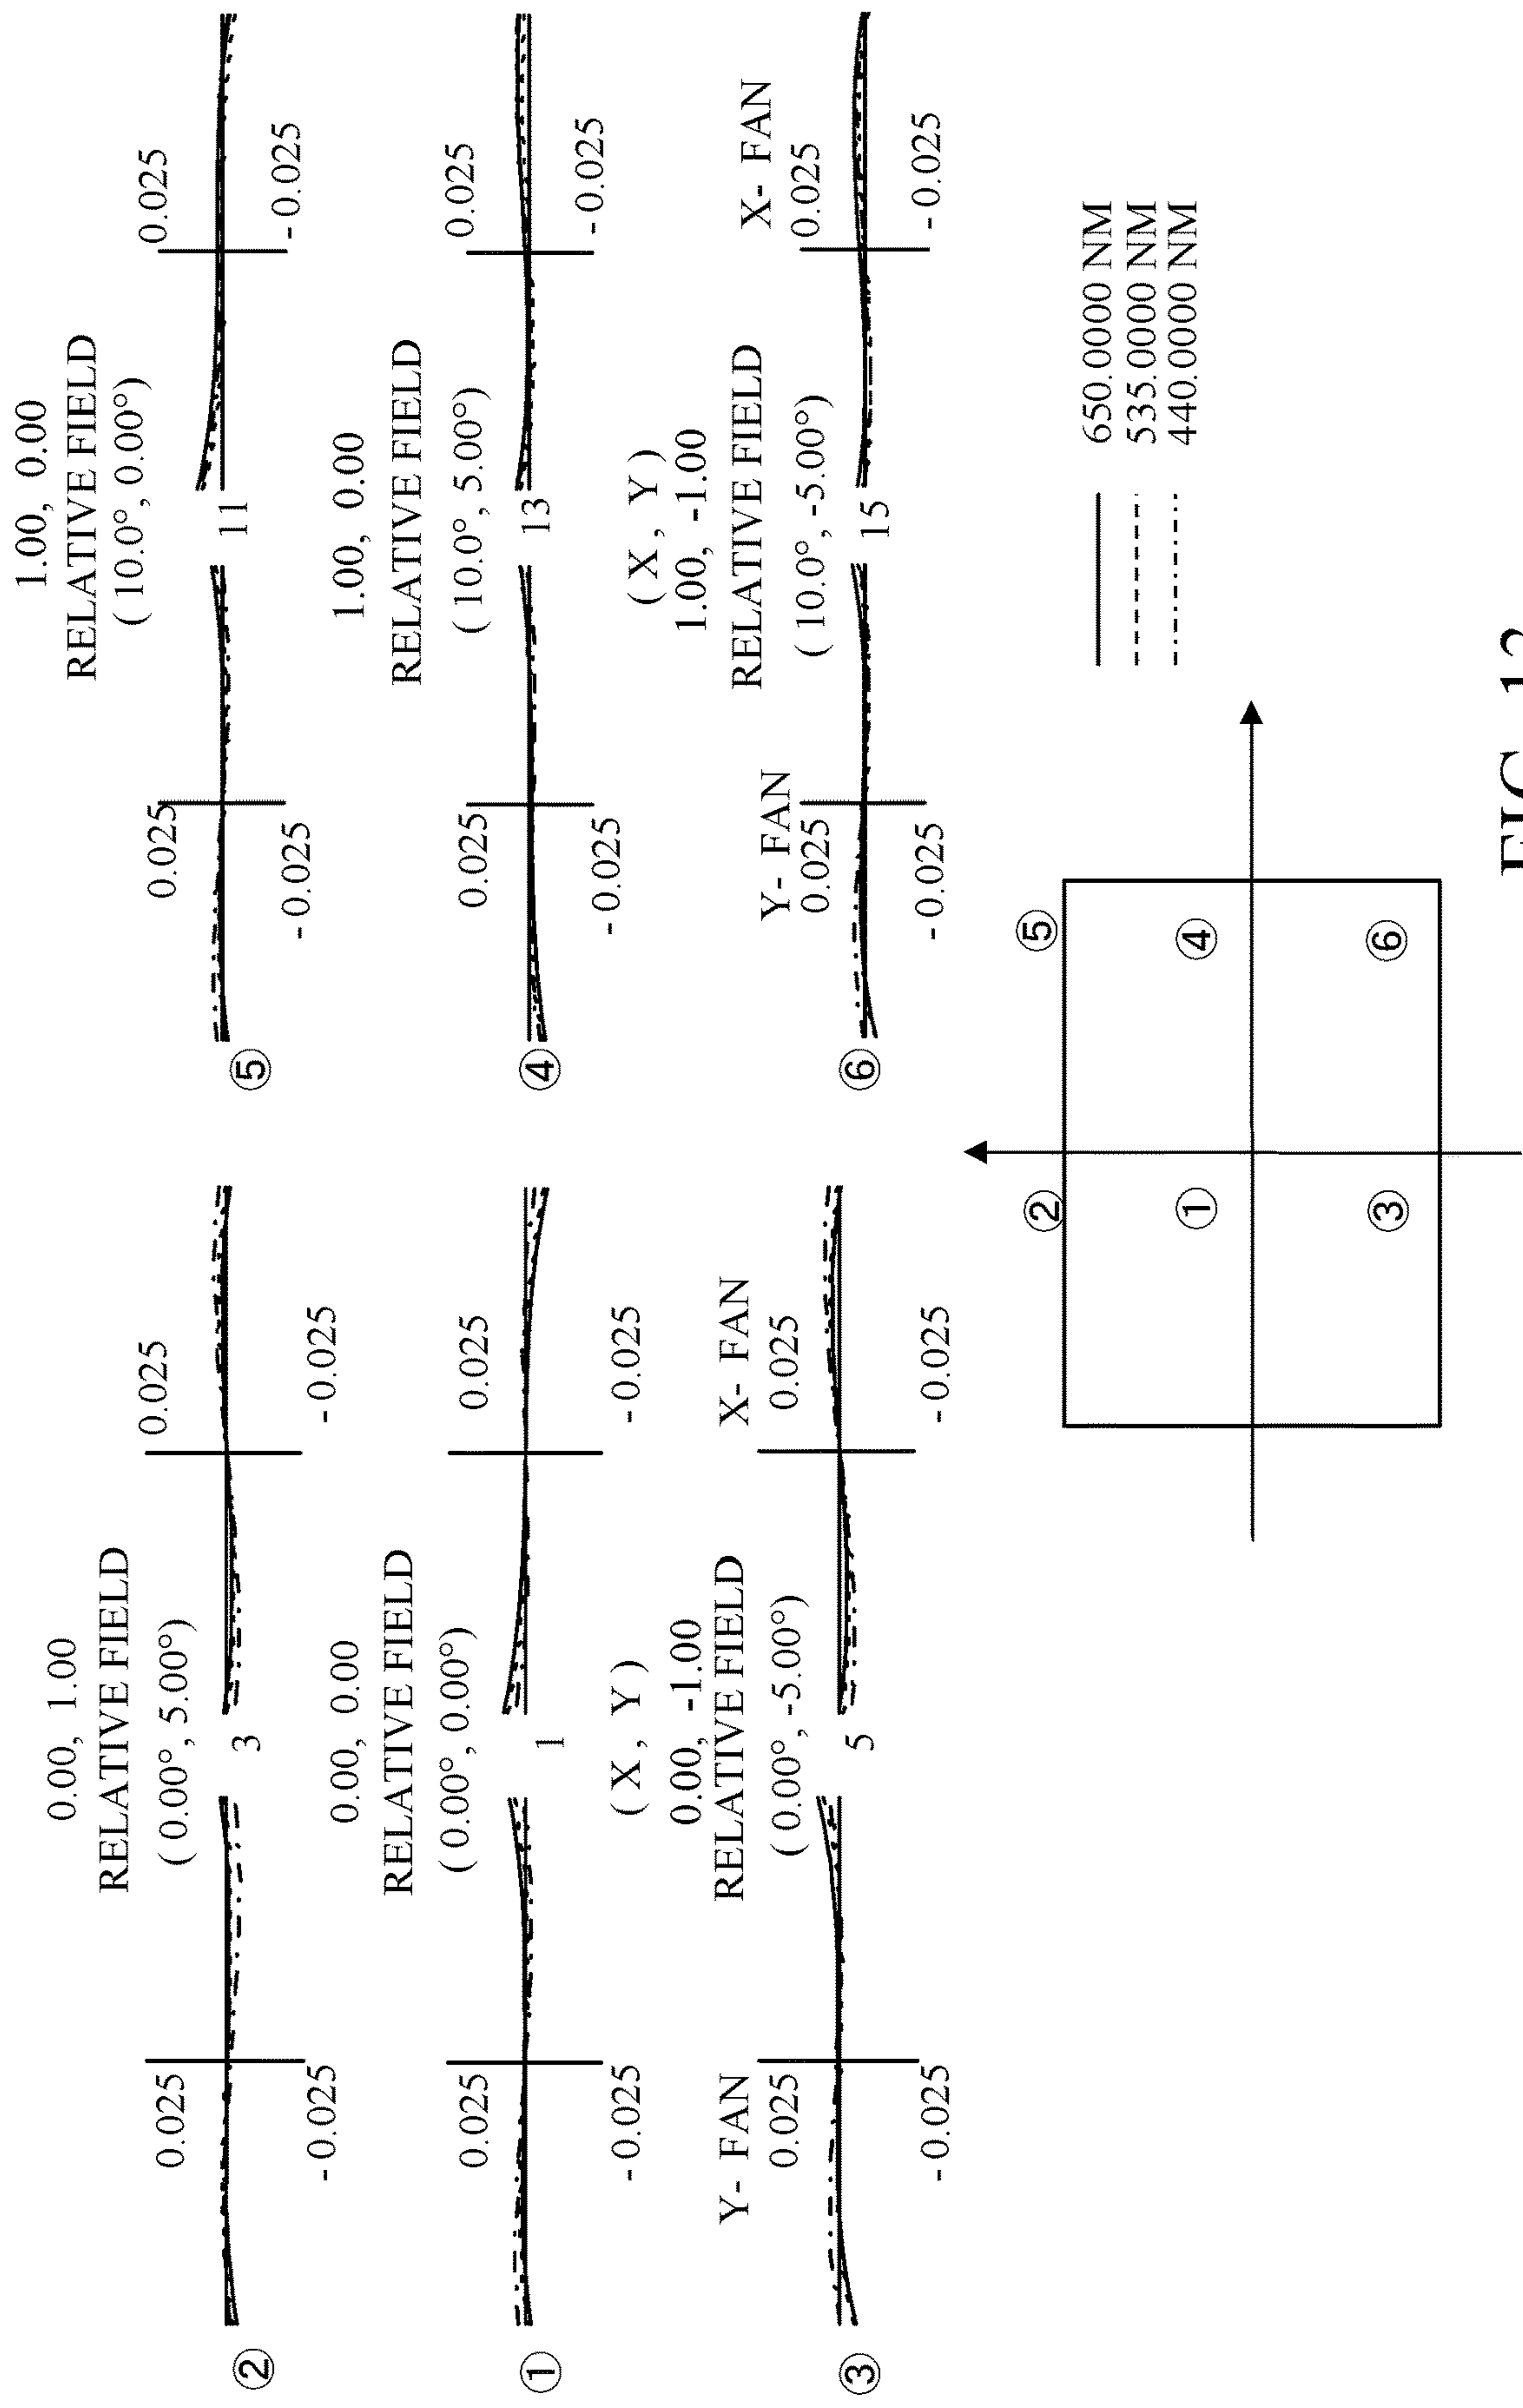 0.00, 1.00
RELATIVE FIELD
( 0.00°, 5.00°)
0.025
0.025
②
3
-0.025
-0.025
0.00, 0.00
RELATIVE FIELD
( 0.00°, 0.00°)
0.025
0.025
①
1
-0.025
-0.025
( X , Y )
0.00, -1.00
Y- FAN
RELATIVE FIELD
X- FAN
0.025
( 0.00°, -5.00°)
0.025
③
5
-0.025
-0.025
1.00, 0.00
RELATIVE FIELD
( 10.0°, 0.00°)
0.025
0.025
⑤
11
-0.025
-0.025
1.00, 0.00
RELATIVE FIELD
( 10.0°, 5.00°)
0.025
0.025
④
13
-0.025
-0.025
( X , Y )
1.00, -1.00
Y- FAN
RELATIVE FIELD
X- FAN
0.025
( 10.0°, -5.00°)
0.025
⑥
15
-0.025
-0.025
② ⑤
① ④
③ ⑥
650.0000 NM
535.0000 NM
440.0000 NM
FIG.